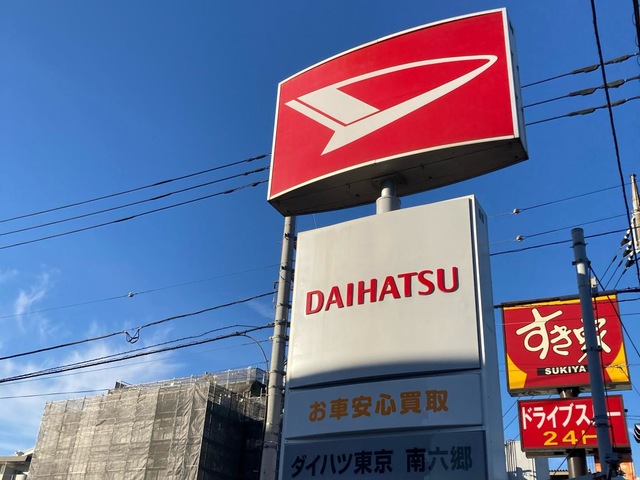 DAIHATSU
お車安心買取
ダイハツ東京 南六郷
すき家
SUKIYA
ドライブスルー
24h